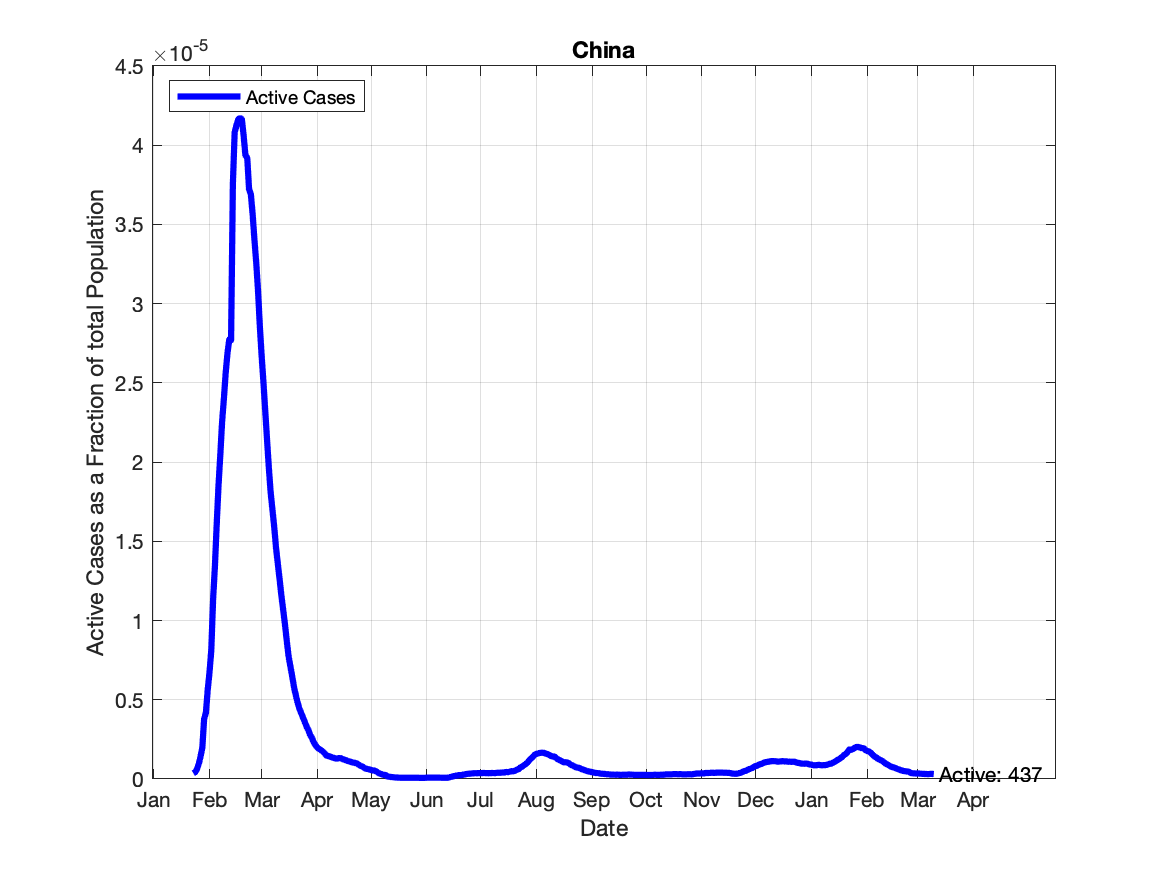 China
×10-5
4.5
Active Cases
4
3.5
3
2.5
2
1.5
1
0.5
0
Active Cases as a Fraction of total Population
Active: 437
Jan Feb Mar Apr May Jun Jul Aug Sep Oct Nov Dec Jan Feb Mar Apr
Date